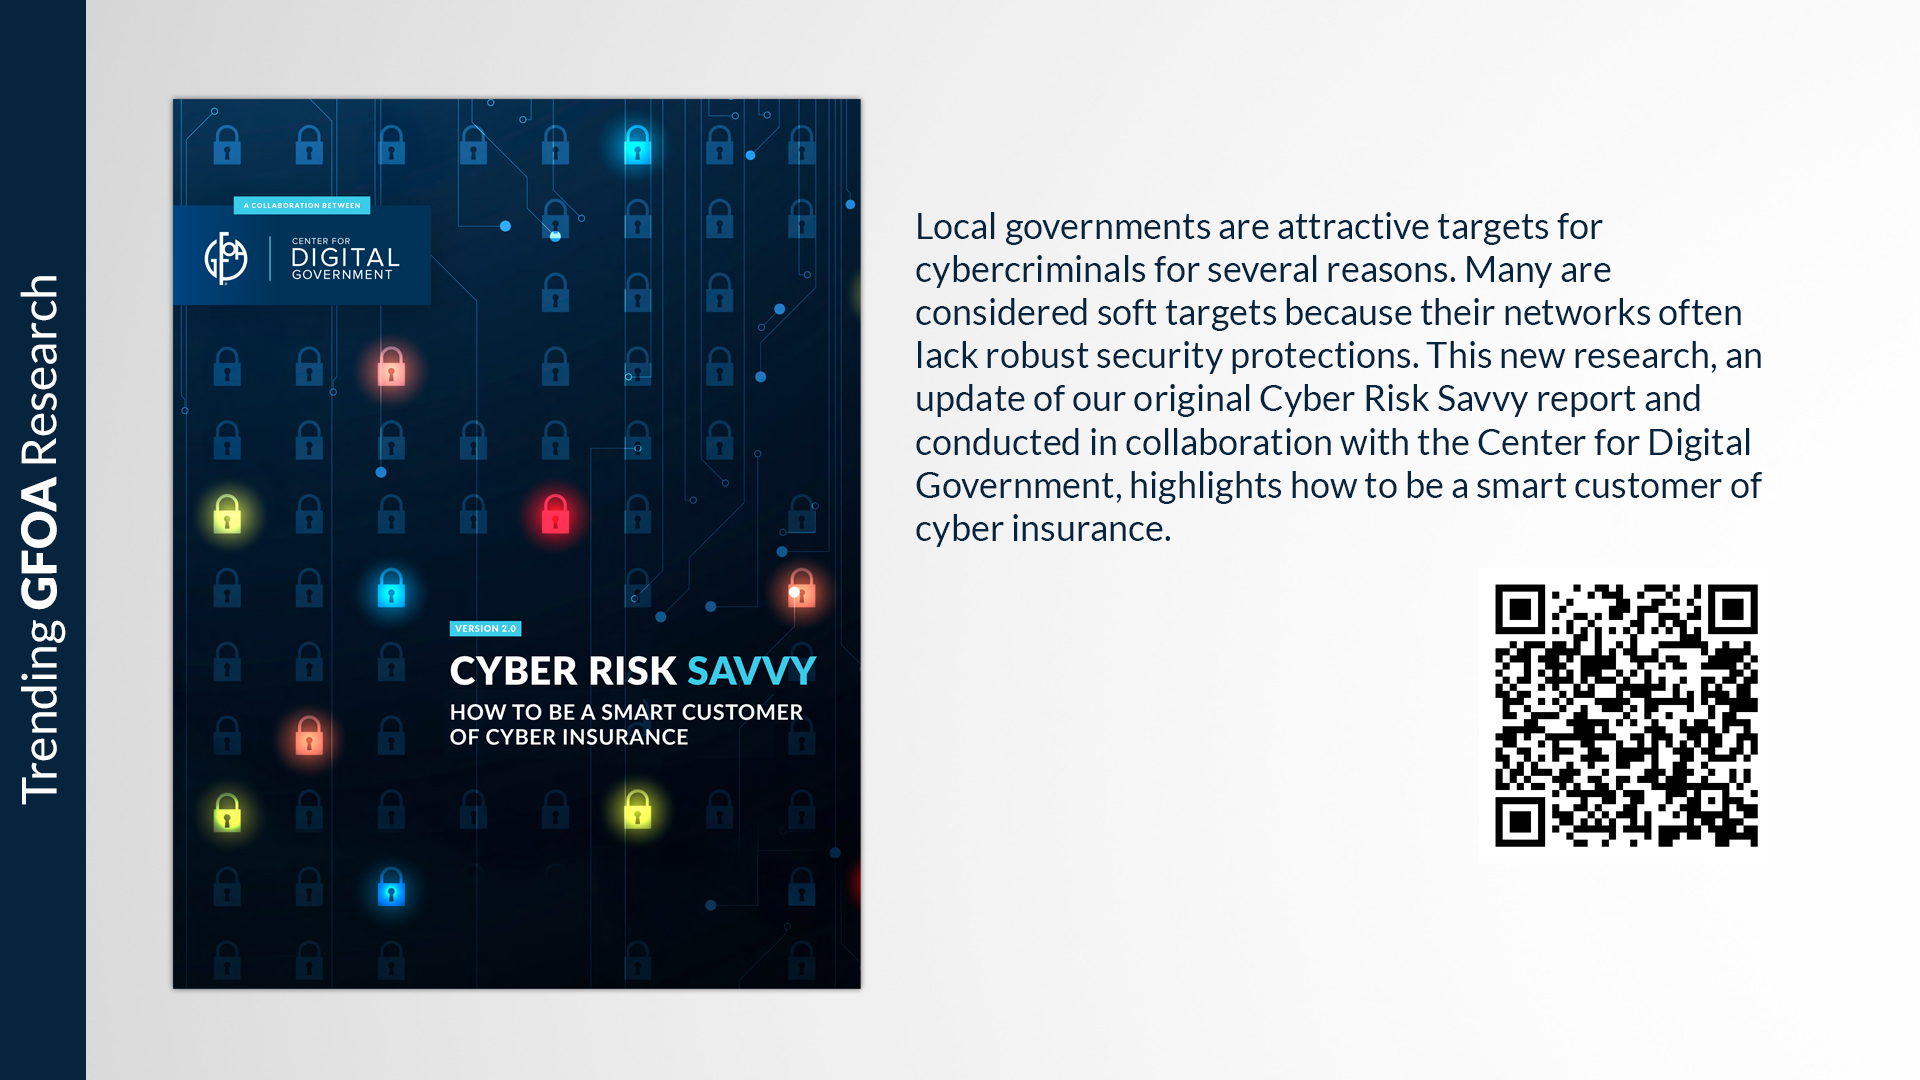 Trending GFOA Research
A COLLABORATION BETWEEN
GFOA
CENTER FOR
DIGITAL
GOVERNMENT
VERSION 2.0
CYBER RISK SAVVY
HOW TO BE A SMART CUSTOMER
OF CYBER INSURANCE
Local governments are attractive targets for
cybercriminals for several reasons. Many are
considered soft targets because their networks often
lack robust security protections. This new research, an
update of our original Cyber Risk Savvy report and
conducted in collaboration with the Center for Digital
Government, highlights how to be a smart customer of
cyber insurance.